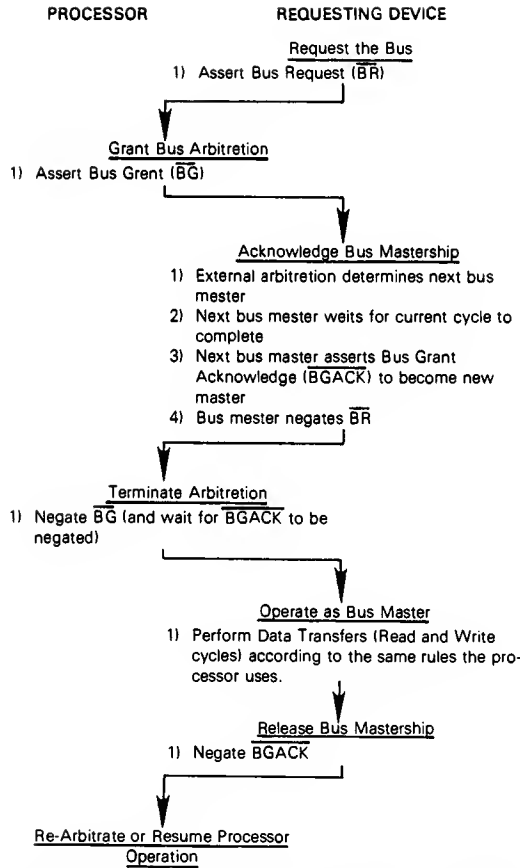 PROCESSOR REQUESTING DEVICE
Request the Bus
1) Assert Bus Request (BR)
Grant Bus Arbitretion
1) Assert Bus Grent (BG)
Acknowledge Bus Mastership
1) External arbitretion determines next bus
mester
2) Next bus mester weits for current cycle to
complete
3) Next bus master asserts Bus Grant
Acknowledge (BGACK) to become new
master
4) Bus mester negates BR
Terminate Arbitretion
1) Negate BG (and wait for BGACK to be
negated)
Operate as Bus Master
1) Perform Data Transfers (Read and Write
cycles) according to the same rules the pro-
cessor uses.
Release Bus Mastership
1) Negate BGACK
Re-Arbitrate or Resume Processor
Operation